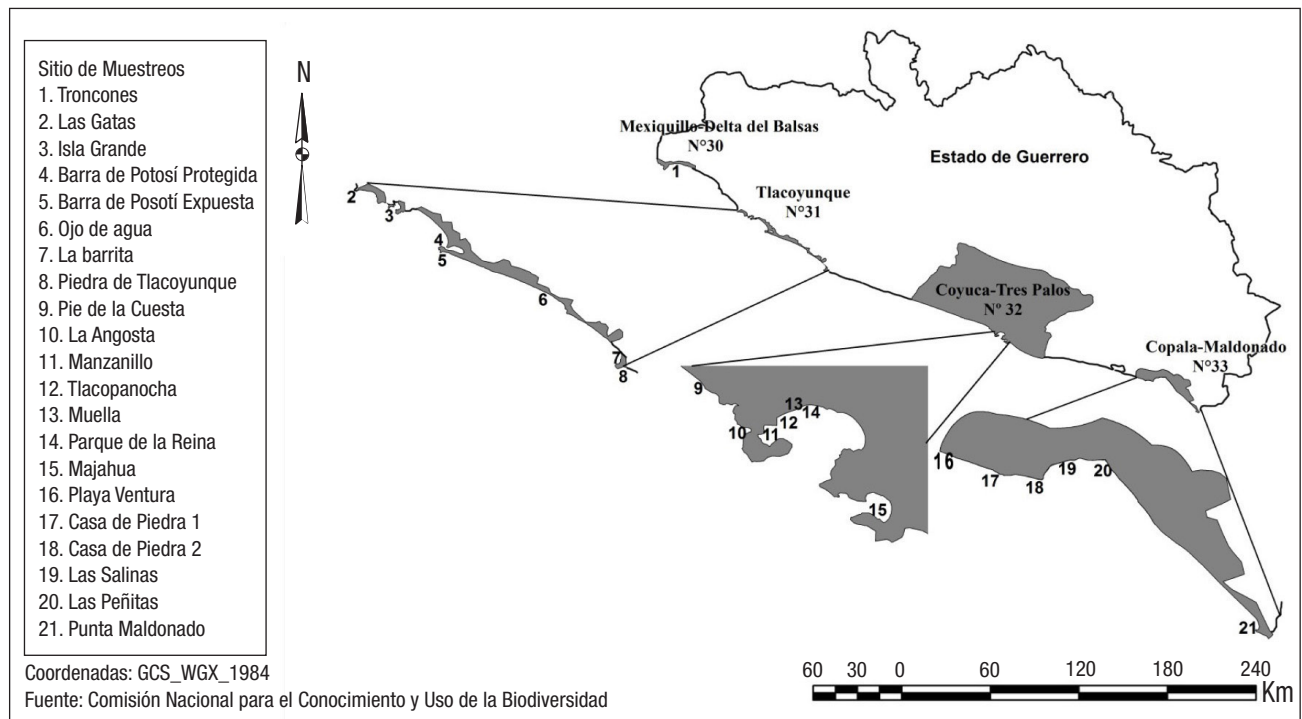 Sitio de Muestreos
1. Troncones
2. Las Gatas
3. Isla Grande
4. Barra de Potosí Protegida
5. Barra de Posotí Expuesta
6. Ojo de agua
7. La barrita
8. Piedra de Tlacoyunque
9. Pie de la Cuesta
10. La Angosta
11. Manzanillo
12. Tlacopanocha
13. Muella
14. Parque de la Reina
15. Majahua
16. Playa Ventura
17. Casa de Piedra 1
18. Casa de Piedra 2
19. Las Salinas
20. Las Peñitas
21. Punta Maldonado
Coordenadas: GCS_WGX_1984
Fuente: Comisión Nacional para el Conocimiento y Uso de la Biodiversidad
N
Mexiquillo-Delta del Balsas
N°30
1
Estado de Guerrero
Tlacoyunque
N°31
2
3
4
5
6
7
8
Coyuca-Tres Palos
N° 32
Copala-Maldonado
N°33
9
10
11
12
13
14
15
16
17
18
19
20
21
60 30 0 60 120 180 240
Km